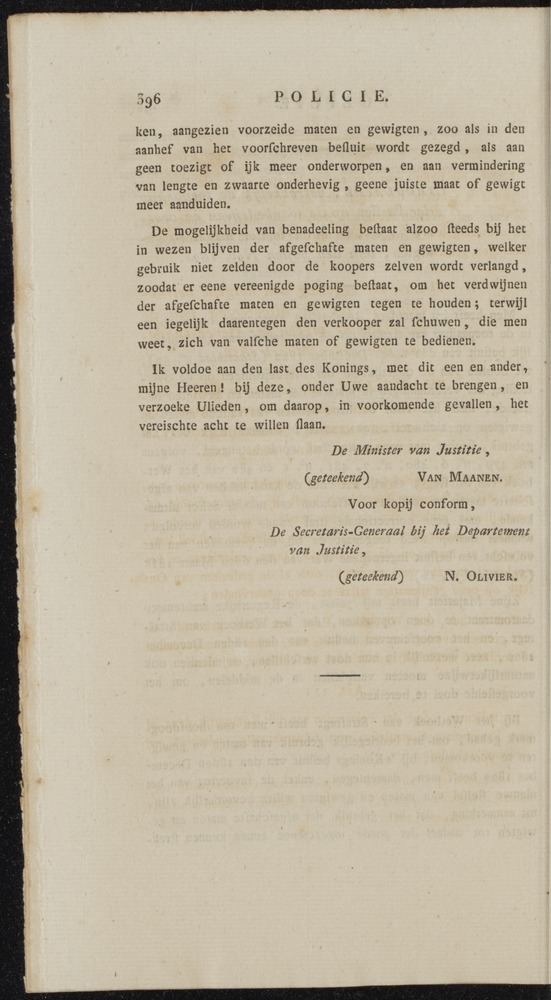 396 POLICIE.
ken, aangezien voorzeide maten en gewigten, zoo als in den
aanhef van het voorſchreven beſluit wordt gezegd, als aan
geen toezigt of ijk meer onderworpen, en aan vermindering
van lengte en zwaarte onderhevig, geene juiste maat of gewigt
meer aanduiden.
De mogelijkheid van benadeeling beſtaat alzoo ſteeds bij het
in wezen blijven der afgeſchafte maten en gewigten, welker
gebruik niet zelden door de koopers zelven wordt verlangd,
zoodat er eene vereenigde poging beſtaat, om het verdwijnen
der afgeſchafte maten en gewigten tegen te houden; terwijl
een iegelijk daarentegen den verkooper zal ſchuwen, die men
weet, zich van valſche maten of gewigten te bedienen.
Ik voldoe aan den last des Konings, met dit een en ander,
mijne Heeren! bij deze, onder Uwe aandacht te brengen, en
verzoeke Ulieden, om daarop, in voorkomende gevallen, het
vereischte acht te willen ſlaan.
De Minister van Justitie,
(geteekend) VAN MAANEN.
Voor kopij conform,
De Secretaris-Generaal bij het Departement
van Justitie,
(geteekend) N. OLIVIER.